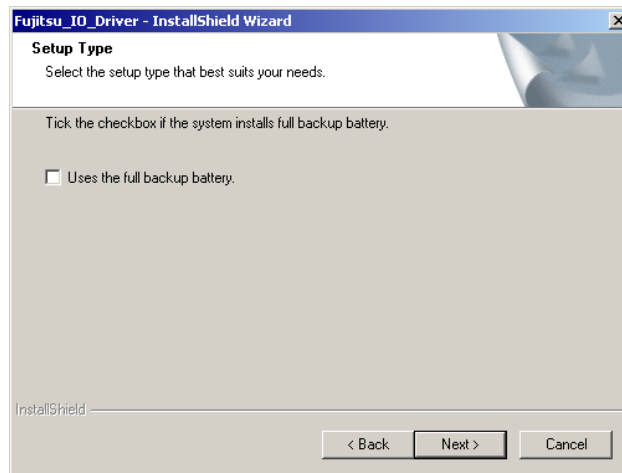 Fujitsu_IO_Driver - InstallShield Wizard
Setup Type
Select the setup type that best suits your needs.
Tick the checkbox if the system installs full backup battery.
Uses the full backup battery.
InstallShield
< Back
Next >
Cancel